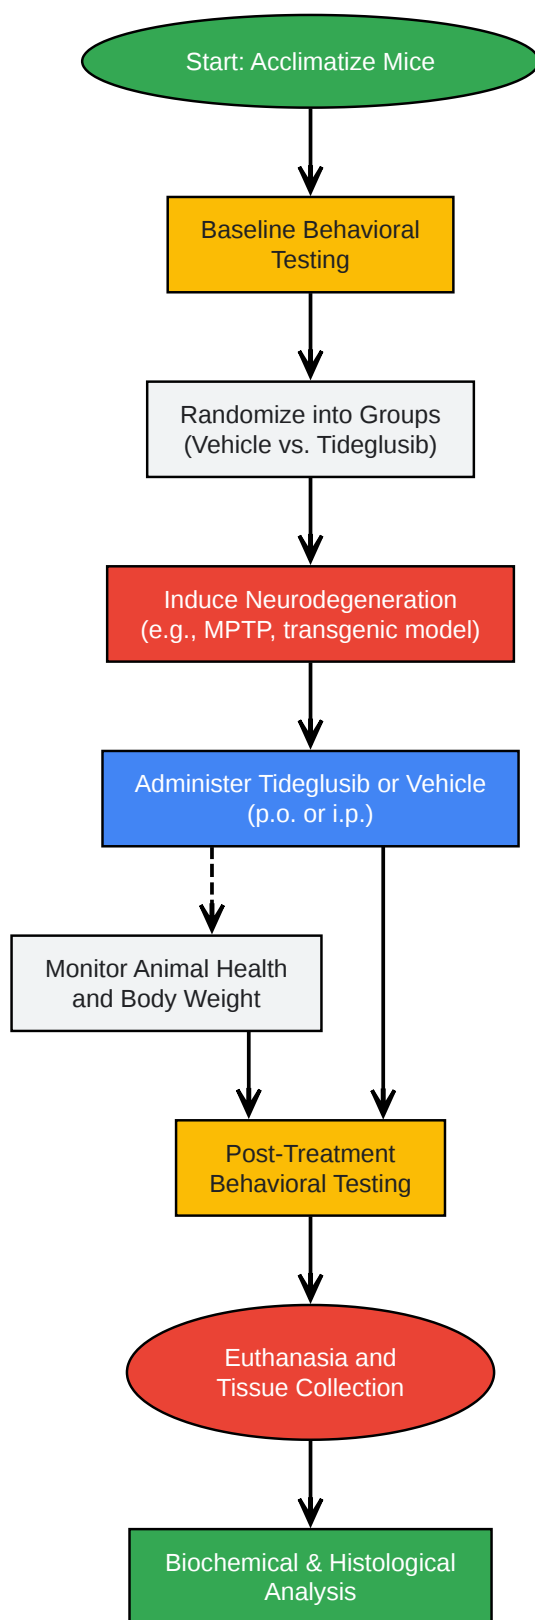 Start: Acclimatize Mice
Baseline Behavioral
Testing
Randomize into Groups
(Vehicle vs. Tideglusib)
Induce Neurodegeneration
(e.g., MPTP, transgenic model)
Administer Tideglusib or Vehicle
(p.o. or i.p.)
Monitor Animal Health
and Body Weight
Post-Treatment
Behavioral Testing
Euthanasia and
Tissue Collection
Biochemical & Histological
Analysis